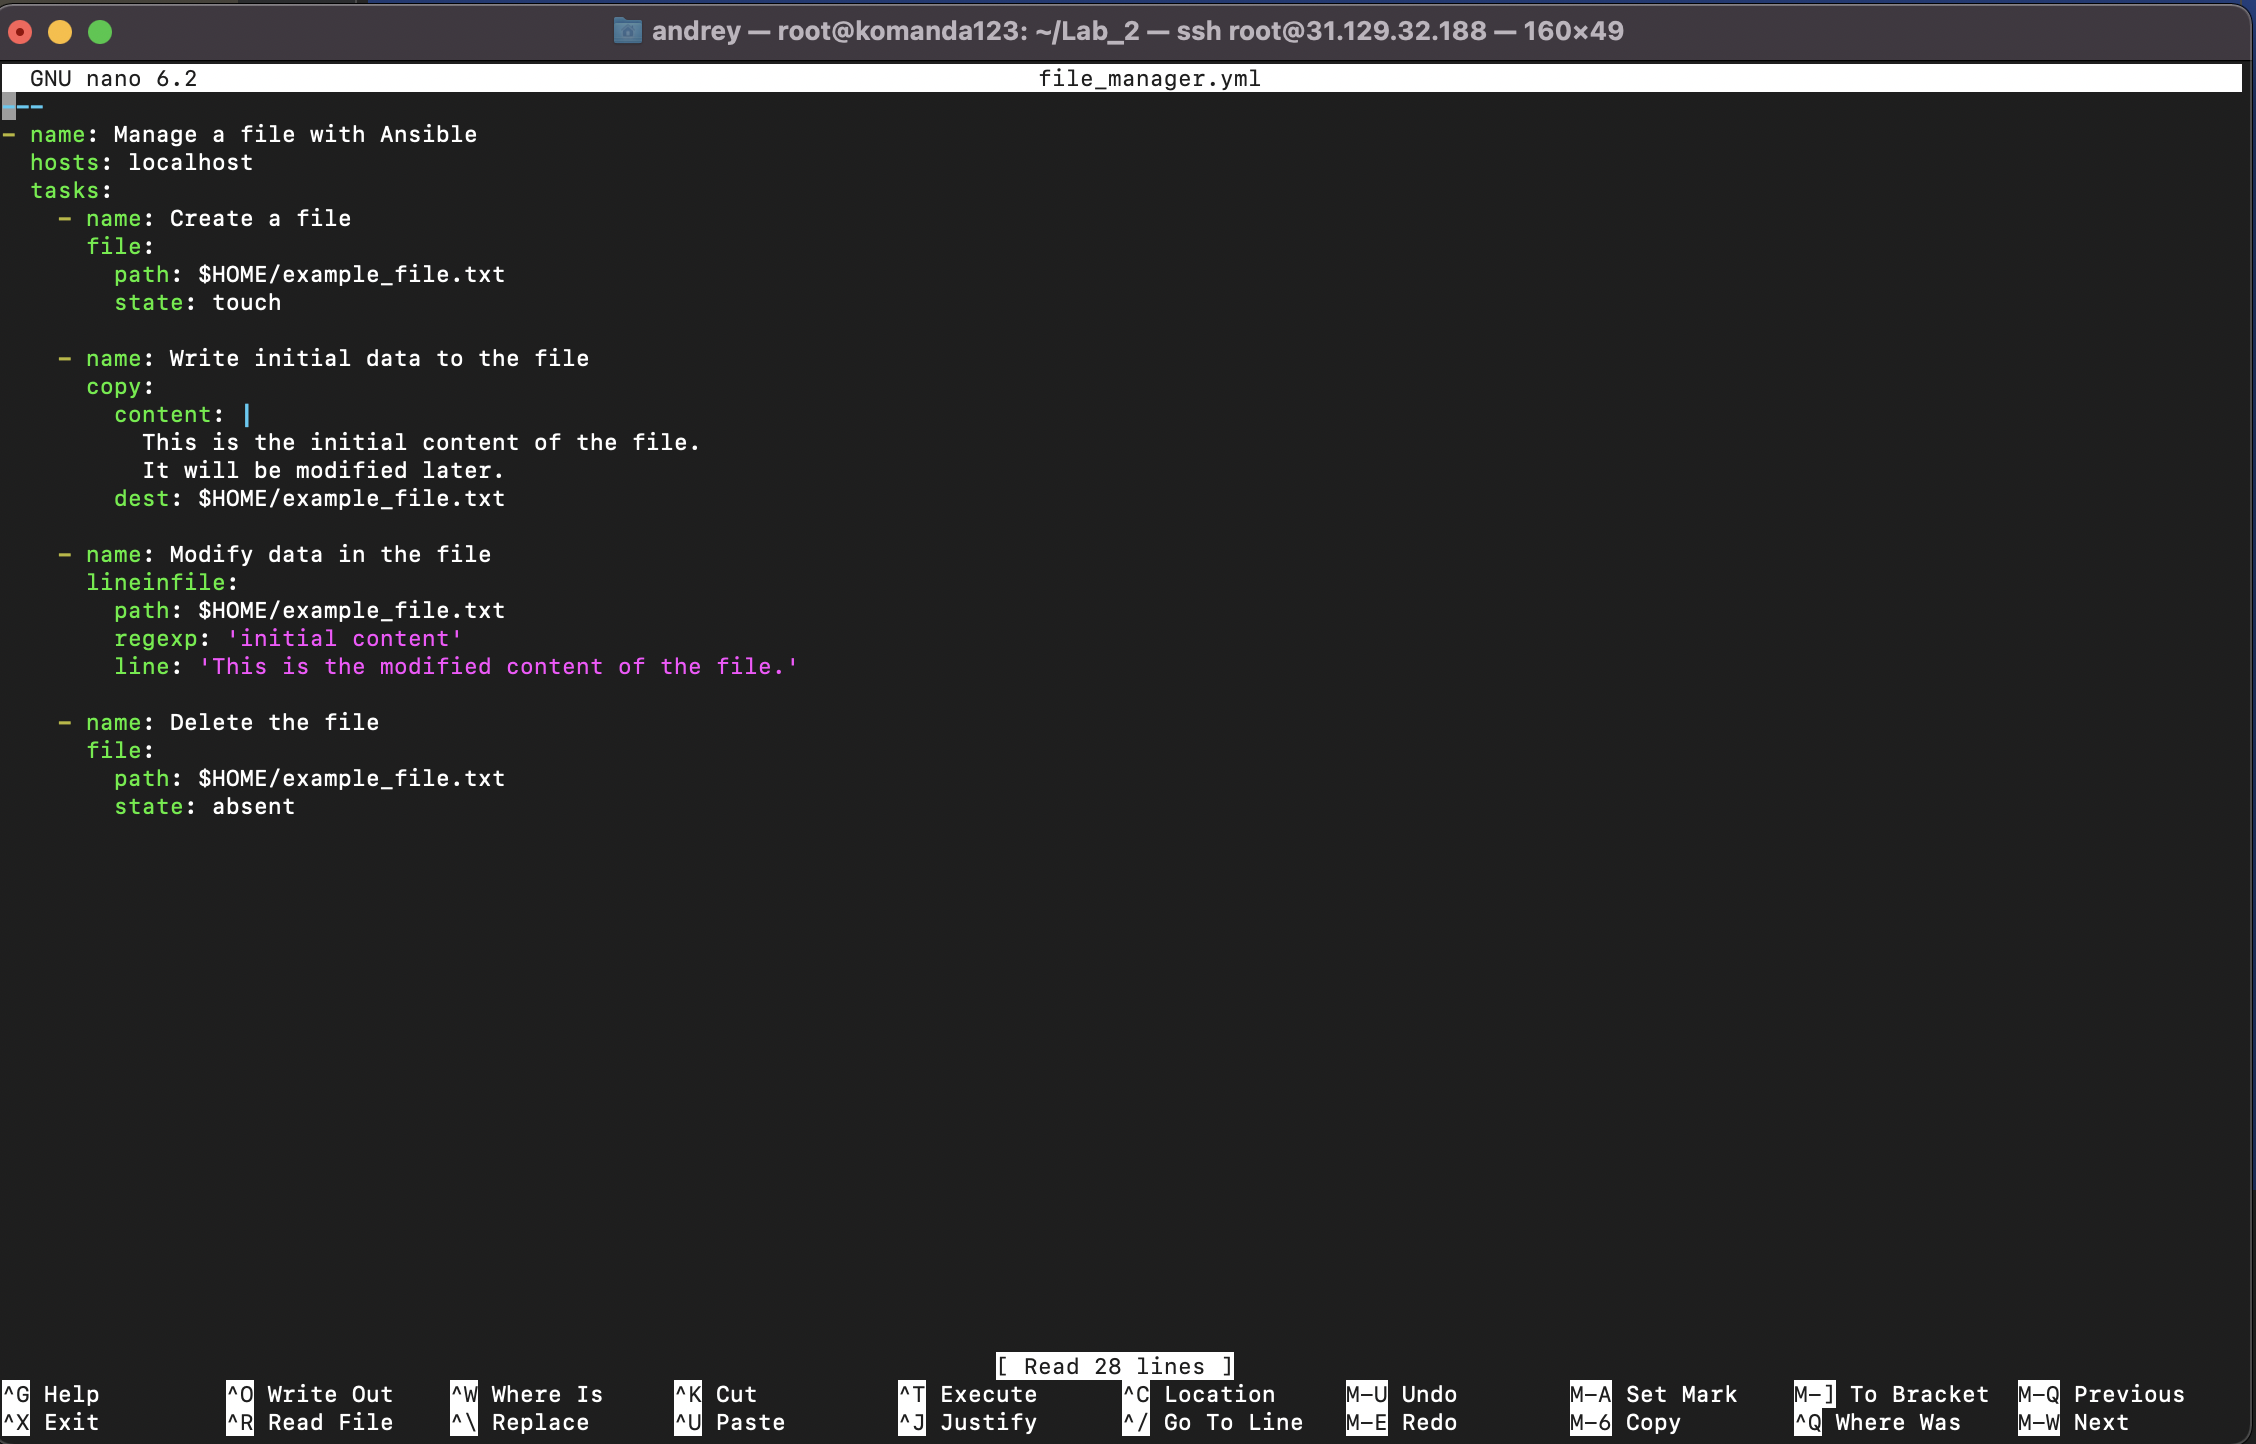 andrey — root@komanda123: ~/Lab_2 — ssh root@31.129.32.188 — 160×49
GNU nano 6.2 file_manager.yml
---
- name: Manage a file with Ansible
  hosts: localhost
  tasks:
    - name: Create a file
      file:
        path: $HOME/example_file.txt
        state: touch

    - name: Write initial data to the file
      copy:
        content: |
          This is the initial content of the file.
          It will be modified later.
        dest: $HOME/example_file.txt

    - name: Modify data in the file
      lineinfile:
        path: $HOME/example_file.txt
        regexp: 'initial content'
        line: 'This is the modified content of the file.'

    - name: Delete the file
      file:
        path: $HOME/example_file.txt
        state: absent

[ Read 28 lines ]
^G Help ^O Write Out ^W Where Is ^K Cut ^T Execute ^C Location M-U Undo M-A Set Mark M-] To Bracket M-Q Previous
^X Exit ^R Read File ^\ Replace ^U Paste ^J Justify ^/ Go To Line M-E Redo M-6 Copy ^Q Where Was M-W Next